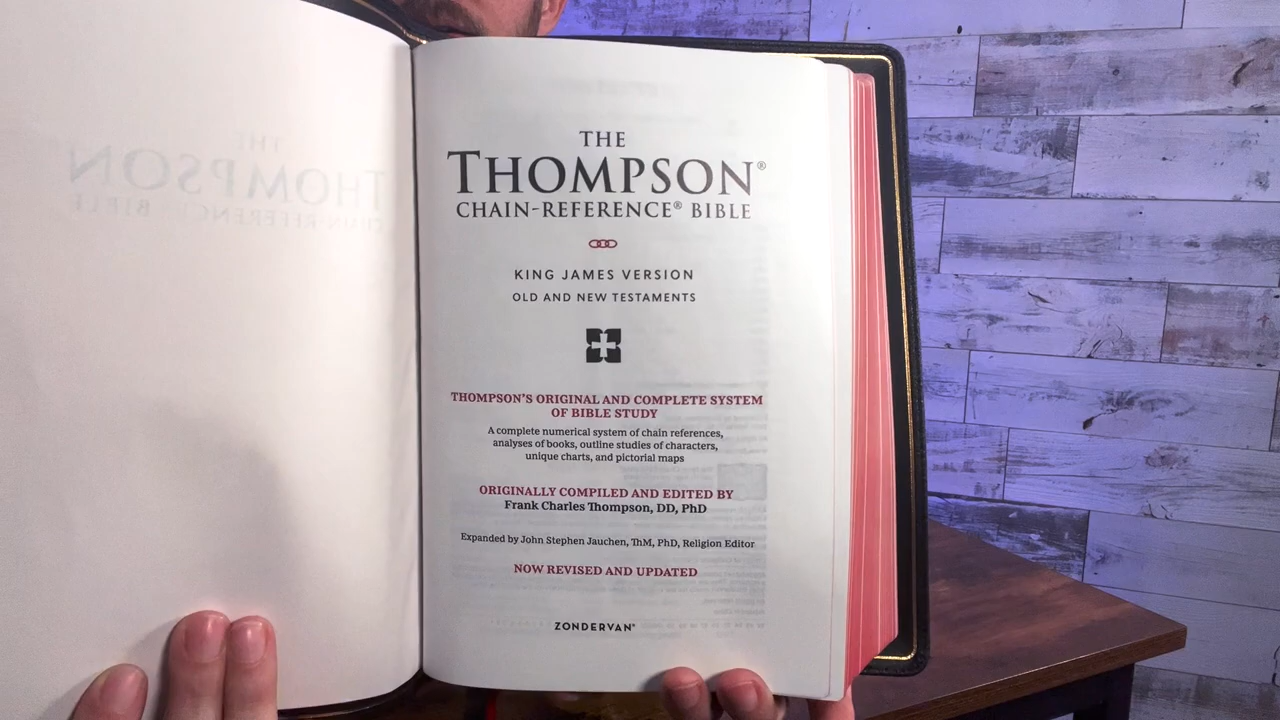 THE
THOMPSON®
CHAIN-REFERENCE® BIBLE
KING JAMES VERSION
OLD AND NEW TESTAMENTS
THOMPSON'S ORIGINAL AND COMPLETE SYSTEM
OF BIBLE STUDY
A complete numerical system of chain references,
analyses of books, outline studies of characters,
unique charts, and pictorial maps
ORIGINALLY COMPILED AND EDITED BY
Frank Charles Thompson, DD, PhD
Expanded by John Stephen Jauchen, ThM, PhD, Religion Editor
NOW REVISED AND UPDATED
ZONDERVAN®